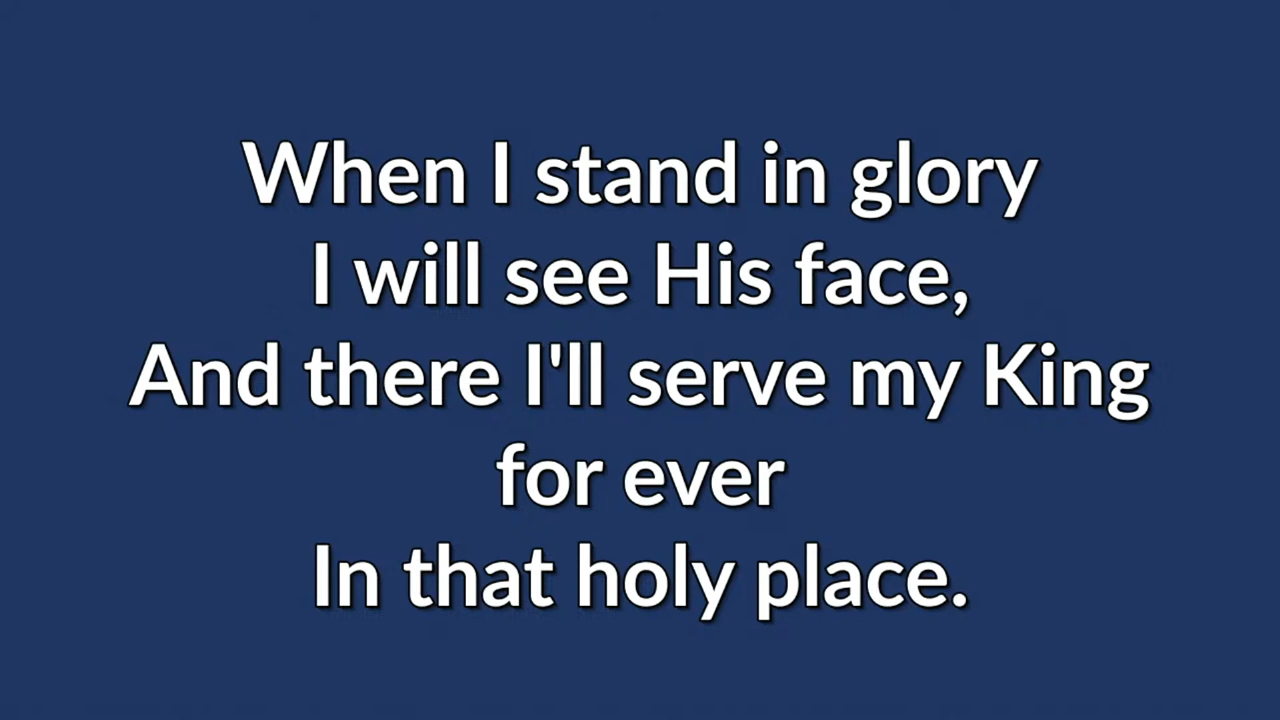 When I stand in glory
I will see His face,
And there I'll serve my King
for ever
In that holy place.